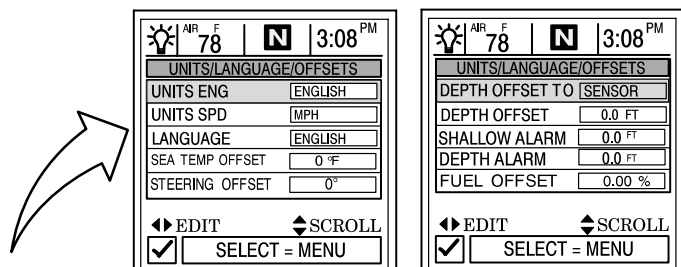 AIR F 78 N 3:08 PM
UNITS/LANGUAGE/OFFSETS
UNITS ENG ENGLISH
UNITS SPD MPH
LANGUAGE ENGLISH
SEA TEMP OFFSET 0 °F
STEERING OFFSET 0°
EDIT SCROLL
SELECT = MENU
AIR F 78 N 3:08 PM
UNITS/LANGUAGE/OFFSETS
DEPTH OFFSET TO SENSOR
DEPTH OFFSET 0.0 FT
SHALLOW ALARM 0.0 FT
DEPTH ALARM 0.0 FT
FUEL OFFSET 0.00 %
EDIT SCROLL
SELECT = MENU